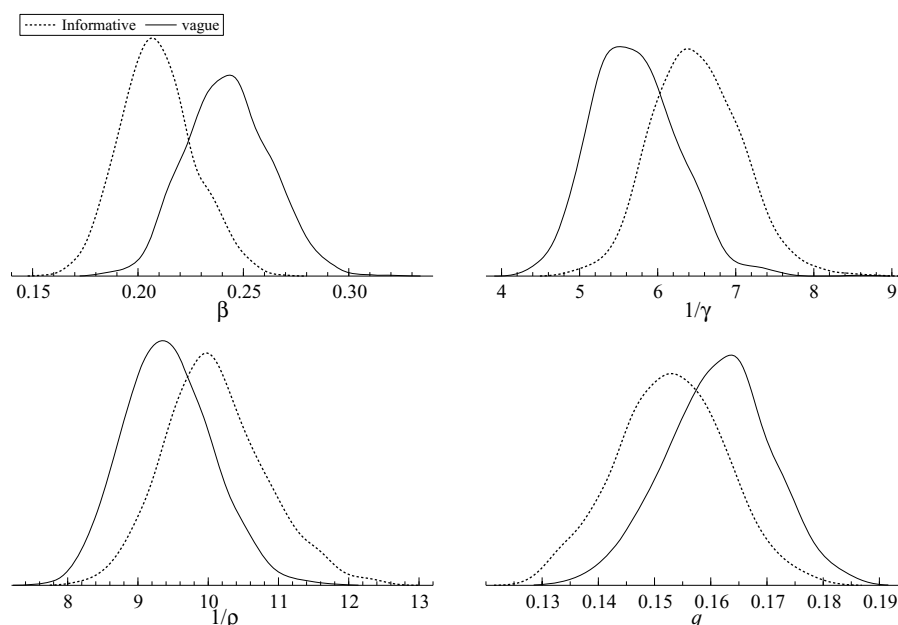 Informative vague
0.15 0.20 0.25 0.30
β
4 5 6 7 8 9
1/γ
8 9 10 11 12 13
1/ρ
0.13 0.14 0.15 0.16 0.17 0.18 0.19
q